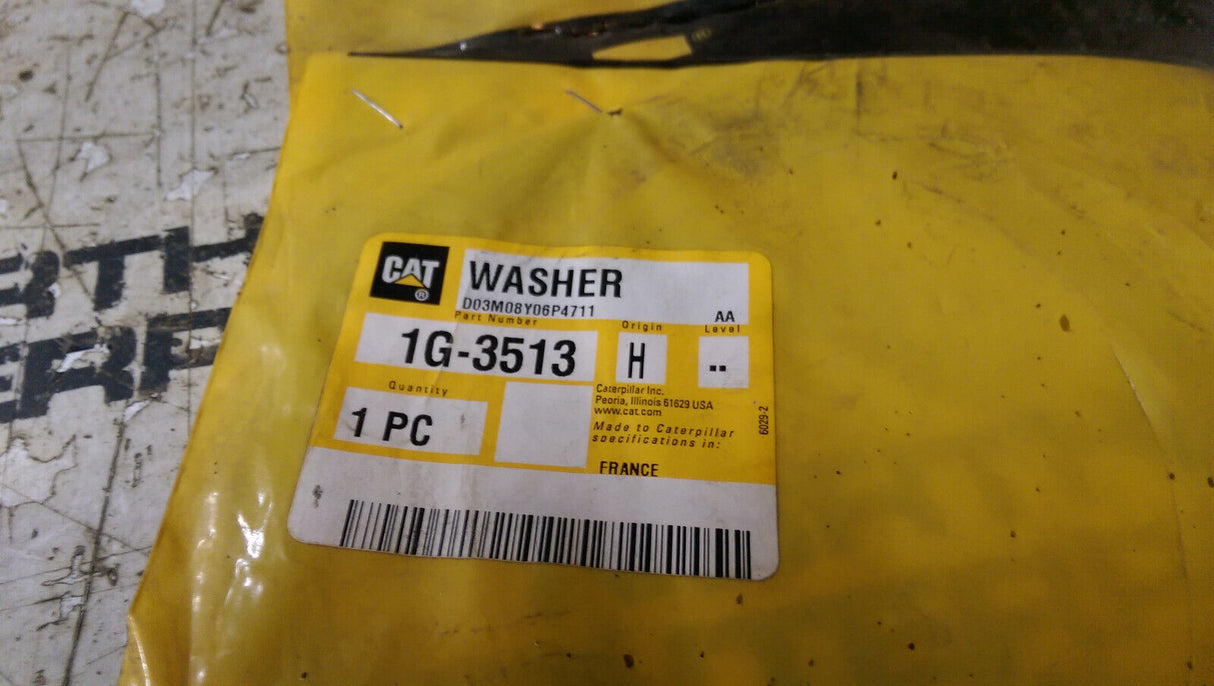 CAT
®
WASHER
D03M08Y06P4711
AA
Part Number
Origin
Level
1G-3513
H
--
Quantity
1 PC
Caterpillar Inc.
Peoria, Illinois 61629 USA
www.cat.com
Made to Caterpillar
specifications in:
FRANCE
6029-2